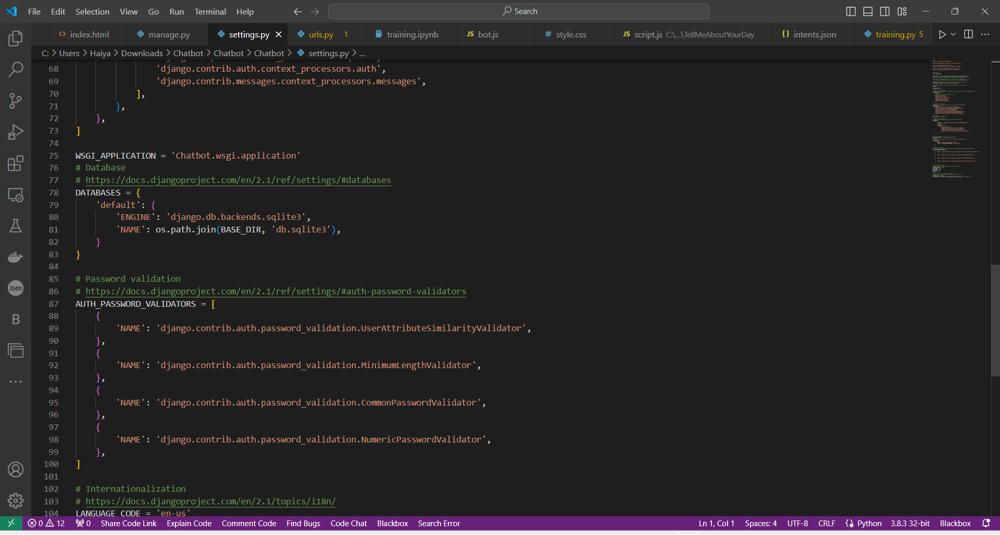 File Edit Selection View Go Run Terminal Help Search
index.html manage.py settings.py urls.py 1 training.ipynb JS bot.js # style.css JS script.js C:\...\TellMeAboutYourDay {} intents.json training.py 5
C: > Users > Haiya > Downloads > Chatbot > Chatbot > Chatbot > settings.py > ...
68 'django.contrib.auth.context_processors.auth',
69 'django.contrib.messages.context_processors.messages',
70 ],
71 },
72 },
73 ]
74
75 WSGI_APPLICATION = 'Chatbot.wsgi.application'
76 # Database
77 # https://docs.djangoproject.com/en/2.1/ref/settings/#databases
78 DATABASES = {
79 'default': {
80 'ENGINE': 'django.db.backends.sqlite3',
81 'NAME': os.path.join(BASE_DIR, 'db.sqlite3'),
82 }
83 }
84
85 # Password validation
86 # https://docs.djangoproject.com/en/2.1/ref/settings/#auth-password-validators
87 AUTH_PASSWORD_VALIDATORS = [
88 {
89 'NAME': 'django.contrib.auth.password_validation.UserAttributeSimilarityValidator',
90 },
91 {
92 'NAME': 'django.contrib.auth.password_validation.MinimumLengthValidator',
93 },
94 {
95 'NAME': 'django.contrib.auth.password_validation.CommonPasswordValidator',
96 },
97 {
98 'NAME': 'django.contrib.auth.password_validation.NumericPasswordValidator',
99 },
100 ]
101
102 # Internationalization
103 # https://docs.djangoproject.com/en/2.1/topics/i18n/
104 LANGUAGE_CODE = 'en-us'
Json
B
0 12 0 Share Code Link Explain Code Comment Code Find Bugs Code Chat Blackbox Search Error Ln 1, Col 1 Spaces: 4 UTF-8 CRLF {} Python 3.8.3 32-bit Blackbox